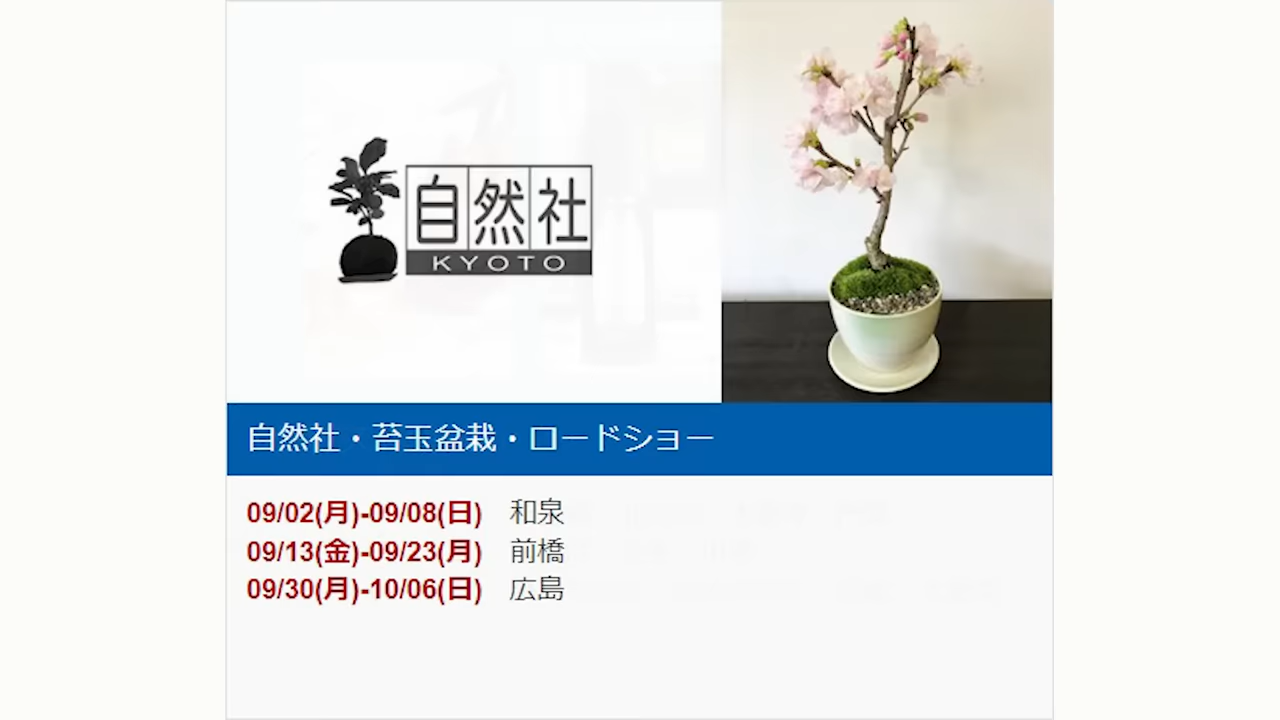 自然社
KYOTO
自然社・苔玉盆栽・ロードショー
09/02(月)-09/08(日) 和泉
09/13(金)-09/23(月) 前橋
09/30(月)-10/06(日) 広島